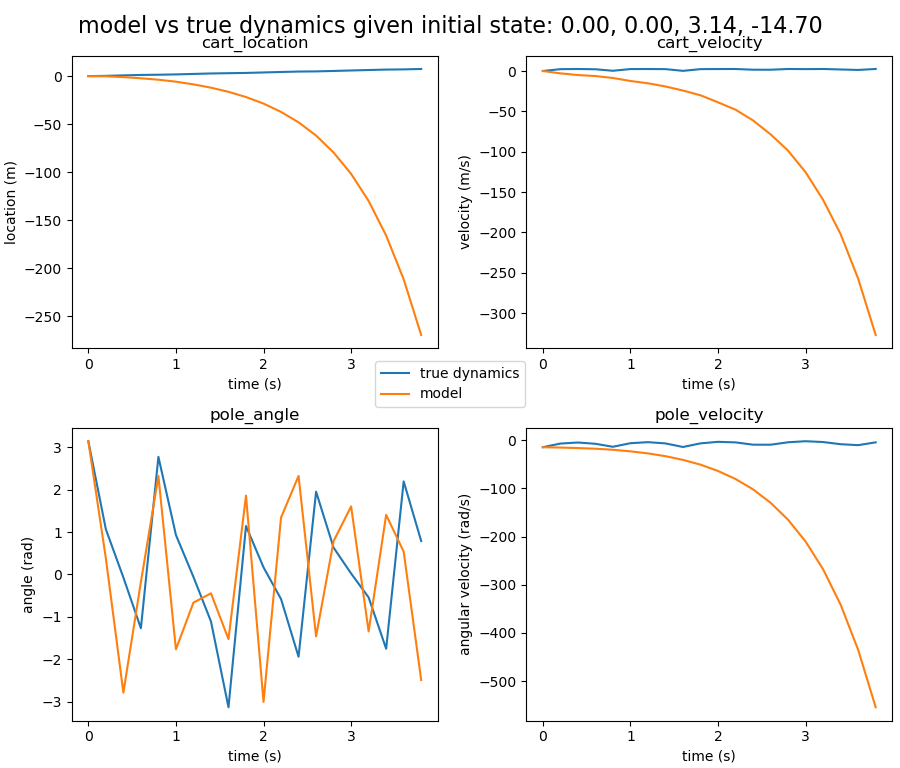 model vs true dynamics given initial state: 0.00, 0.00, 3.14, -14.70
cart_location
location (m)
0
−50
−100
−150
−200
−250
0 1 2 3
time (s)
cart_velocity
velocity (m/s)
0
−50
−100
−150
−200
−250
−300
0 1 2 3
time (s)
true dynamics
model
pole_angle
angle (rad)
3
2
1
0
−1
−2
−3
0 1 2 3
time (s)
pole_velocity
angular velocity (rad/s)
0
−100
−200
−300
−400
−500
0 1 2 3
time (s)